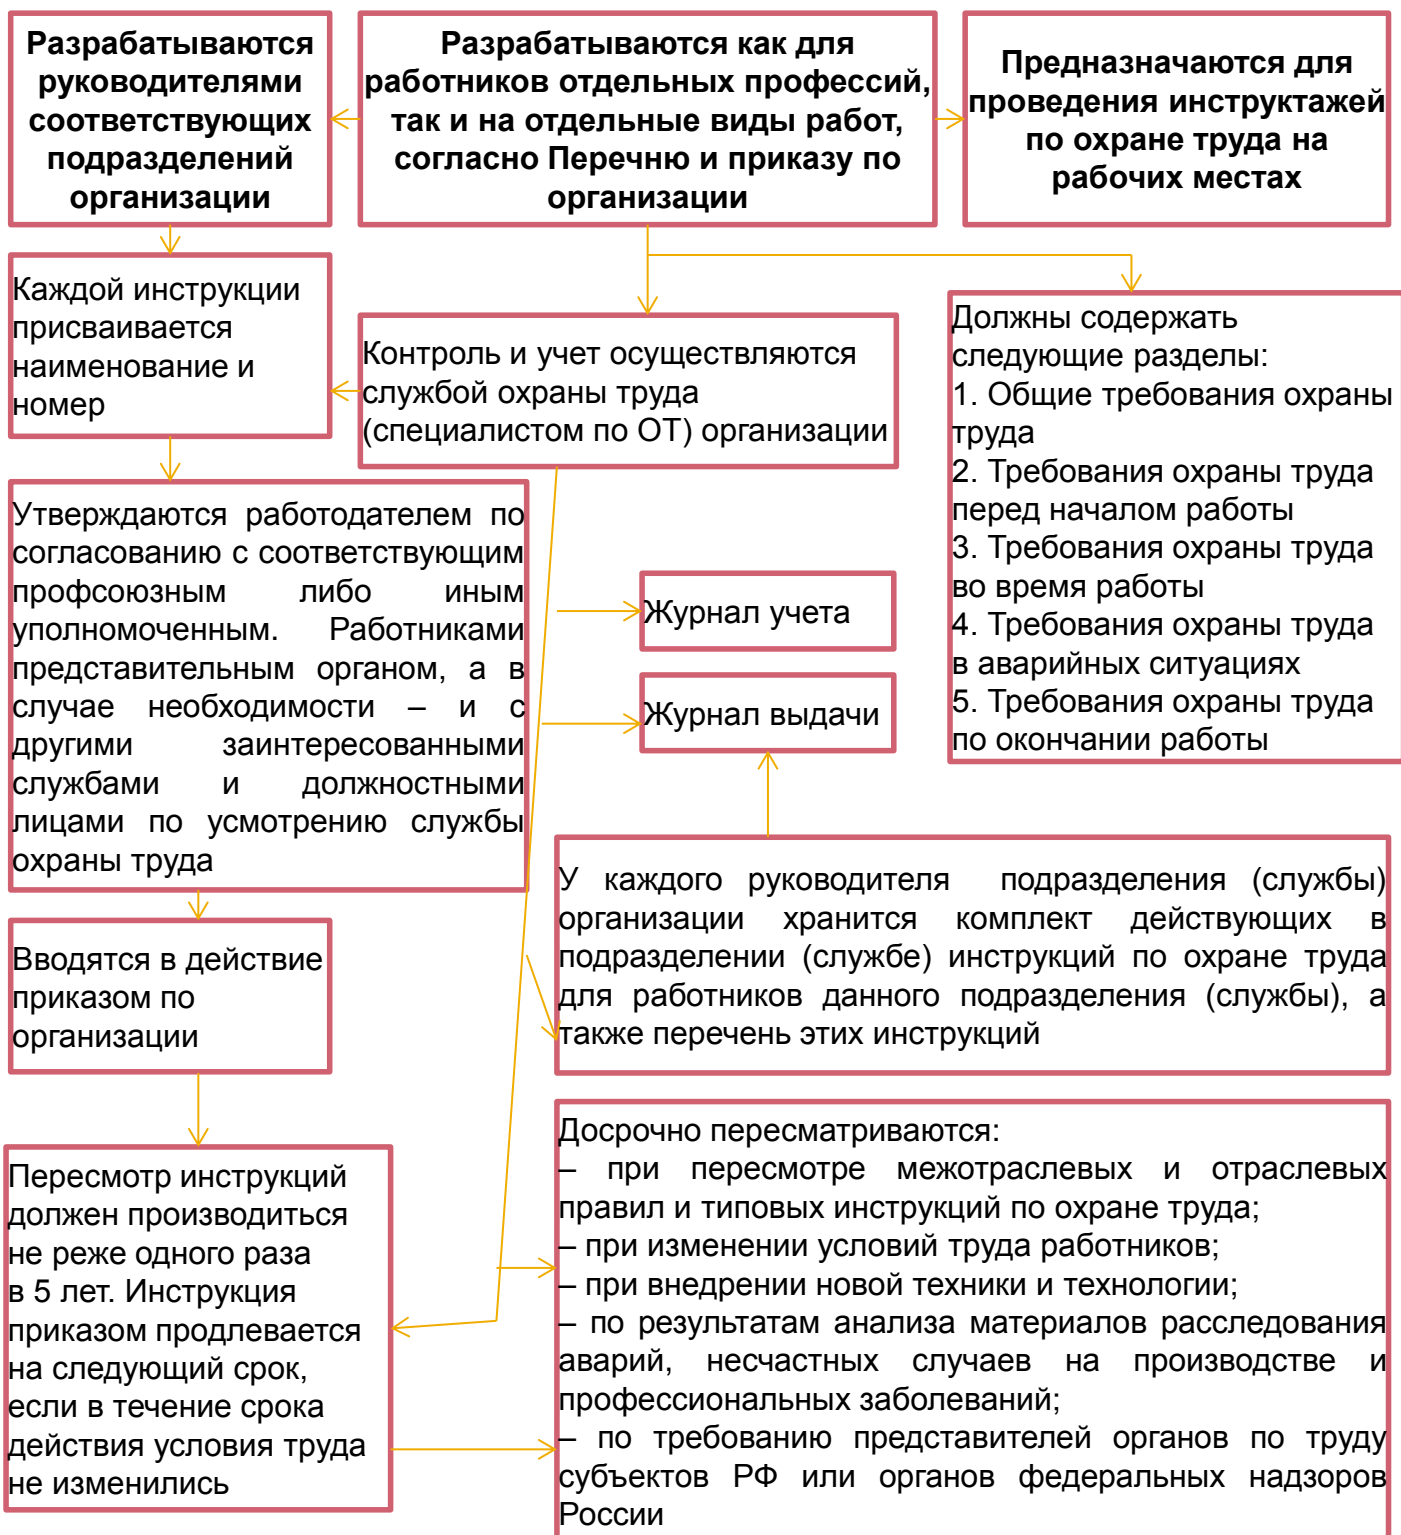 Разрабатываются
руководителями
соответствующих
подразделений
организации
Разрабатываются как для
работников отдельных профессий,
так и на отдельные виды работ,
согласно Перечню и приказу по
организации
Предназначаются для
проведения инструктажей
по охране труда на
рабочих местах
Каждой инструкции
присваивается
наименование и
номер
Контроль и учет осуществляются
службой охраны труда
(специалистом по ОТ) организации
Должны содержать
следующие разделы:
1. Общие требования охраны
труда
2. Требования охраны труда
перед началом работы
3. Требования охраны труда
во время работы
4. Требования охраны труда
в аварийных ситуациях
5. Требования охраны труда
по окончании работы
Утверждаются работодателем по
согласованию с соответствующим
профсоюзным либо иным
уполномоченным. Работниками
представительным органом, а в
случае необходимости – и с
другими заинтересованными
службами и должностными
лицами по усмотрению службы
охраны труда
Журнал учета
Журнал выдачи
У каждого руководителя подразделения (службы)
организации хранится комплект действующих в
подразделении (службе) инструкций по охране труда
для работников данного подразделения (службы), а
также перечень этих инструкций
Вводятся в действие
приказом по
организации
Пересмотр инструкций
должен производиться
не реже одного раза
в 5 лет. Инструкция
приказом продлевается
на следующий срок,
если в течение срока
действия условия труда
не изменились
Досрочно пересматриваются:
– при пересмотре межотраслевых и отраслевых
правил и типовых инструкций по охране труда;
– при изменении условий труда работников;
– при внедрении новой техники и технологии;
– по результатам анализа материалов расследования
аварий, несчастных случаев на производстве и
профессиональных заболеваний;
– по требованию представителей органов по труду
субъектов РФ или органов федеральных надзоров
России